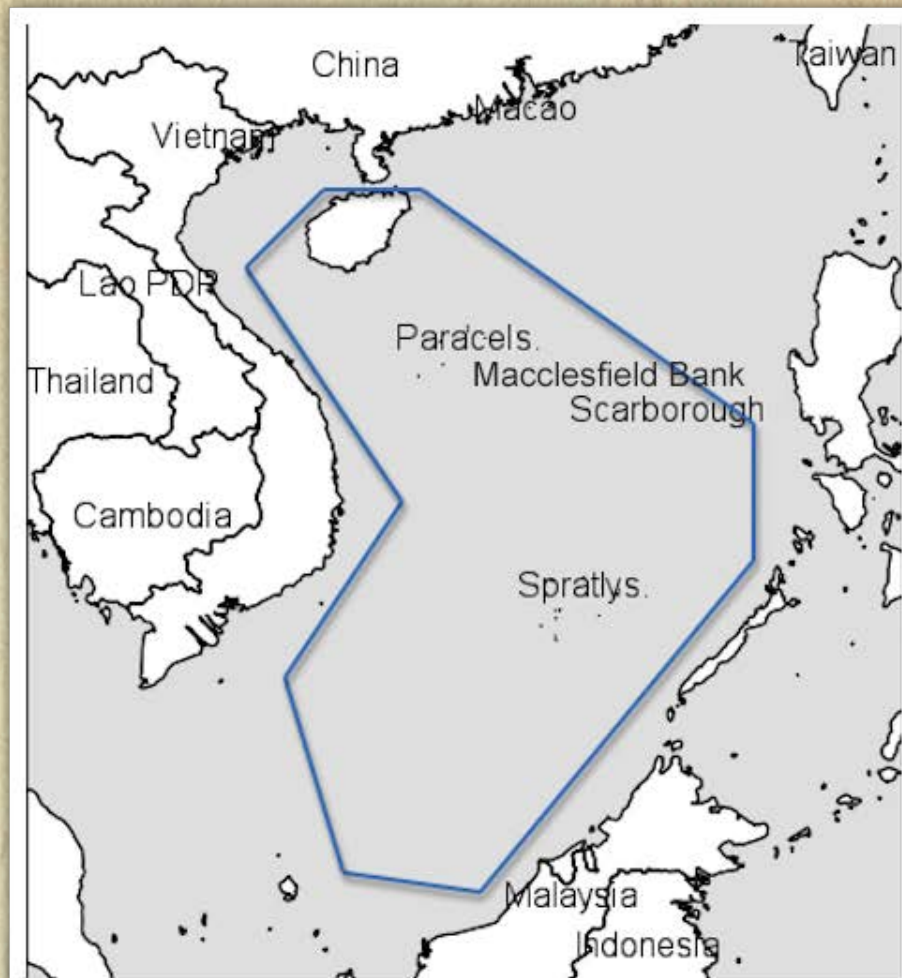 Taiwan
China
Macao
Vietnam
Lao PDR
Paracels
Macclesfield Bank
Thailand
Scarborough
Cambodia
Spratlys
Malaysia
Indonesia